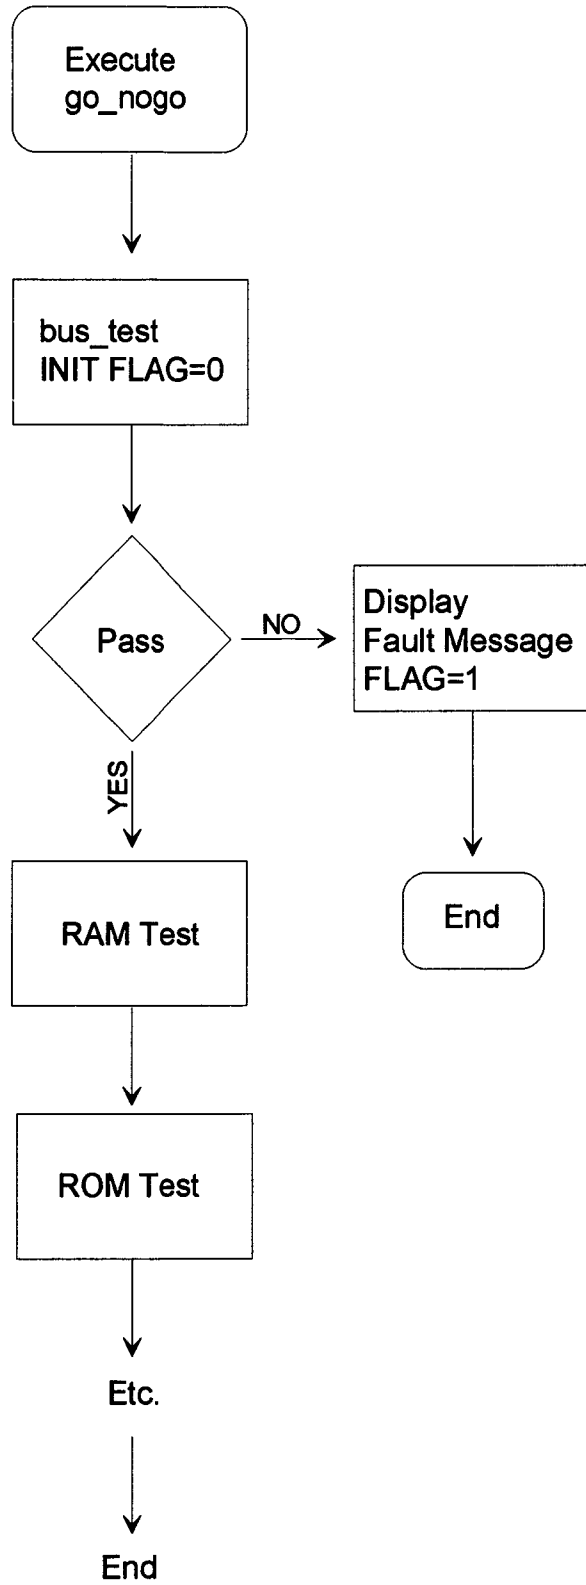 Execute
go_nogo
bus_test
INIT FLAG=0
Pass
NO
Display
Fault Message
FLAG=1
YES
RAM Test
End
ROM Test
Etc.
End